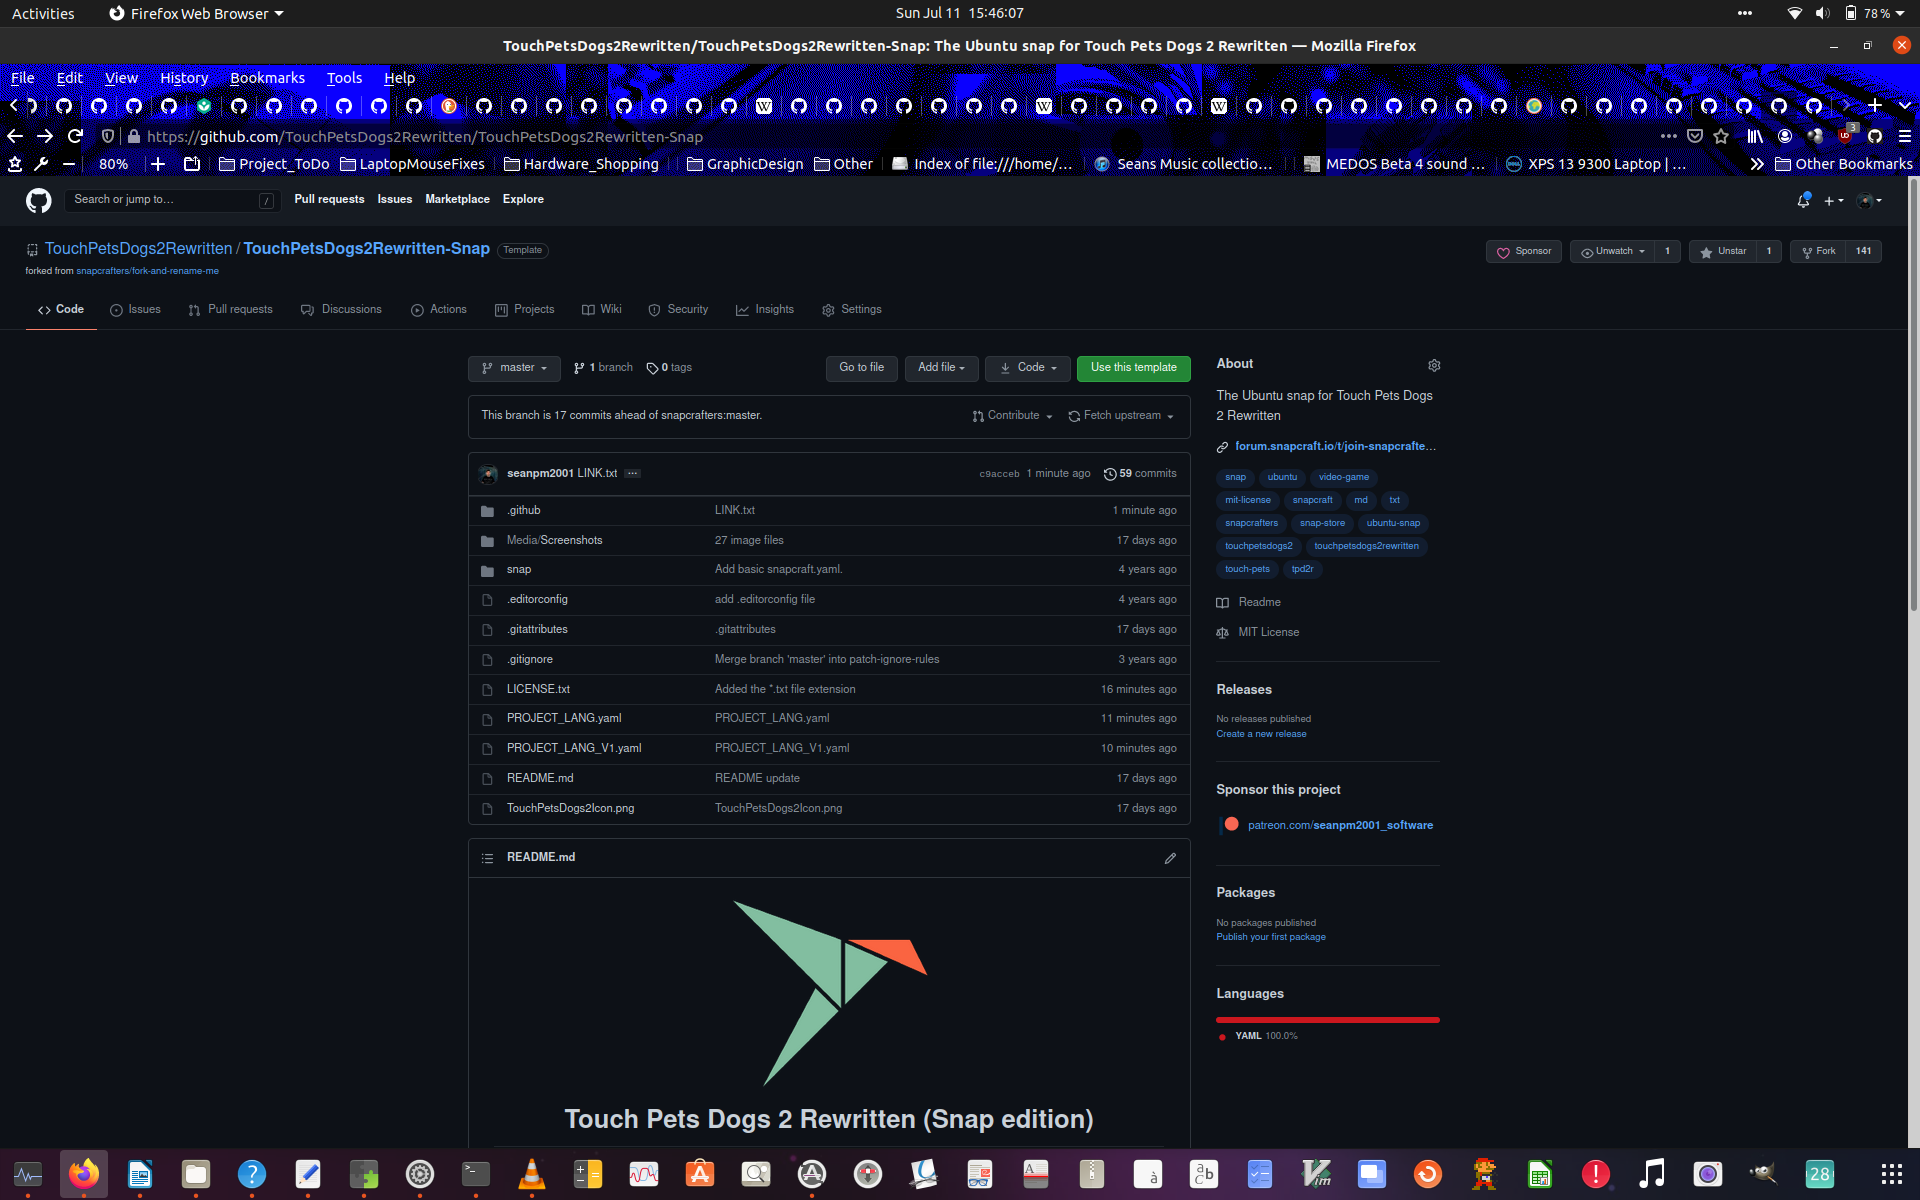 Activities
Firefox Web Browser
Sun Jul 11 15:46:07
78 %
TouchPetsDogs2Rewritten/TouchPetsDogs2Rewritten-Snap: The Ubuntu snap for Touch Pets Dogs 2 Rewritten — Mozilla Firefox
File Edit View History Bookmarks Tools Help
https://github.com/TouchPetsDogs2Rewritten/TouchPetsDogs2Rewritten-Snap
3
80%
Project_ToDo
LaptopMouseFixes
Hardware_Shopping
GraphicDesign
Other
Index of file:///home/…
Seans Music collectio…
MEDOS Beta 4 sound …
XPS 13 9300 Laptop | …
Other Bookmarks
Search or jump to…
/
Pull requests Issues Marketplace Explore
TouchPetsDogs2Rewritten / TouchPetsDogs2Rewritten-Snap Template
Sponsor
Unwatch 1
Unstar 1
Fork 141
forked from snapcrafters/fork-and-rename-me
Code
Issues
Pull requests
Discussions
Actions
Projects
Wiki
Security
Insights
Settings
master
1 branch
0 tags
Go to file
Add file
Code
Use this template
This branch is 17 commits ahead of snapcrafters:master.
Contribute
Fetch upstream
seanpm2001 LINK.txt ...
c9acceb 1 minute ago
59 commits
.github LINK.txt 1 minute ago
Media/Screenshots 27 image files 17 days ago
snap Add basic snapcraft.yaml. 4 years ago
.editorconfig add .editorconfig file 4 years ago
.gitattributes .gitattributes 17 days ago
.gitignore Merge branch 'master' into patch-ignore-rules 3 years ago
LICENSE.txt Added the *.txt file extension 16 minutes ago
PROJECT_LANG.yaml PROJECT_LANG.yaml 11 minutes ago
PROJECT_LANG_V1.yaml PROJECT_LANG_V1.yaml 10 minutes ago
README.md README update 17 days ago
TouchPetsDogs2Icon.png TouchPetsDogs2Icon.png 17 days ago
README.md
Touch Pets Dogs 2 Rewritten (Snap edition)
About
The Ubuntu snap for Touch Pets Dogs
2 Rewritten
forum.snapcraft.io/t/join-snapcrafte…
snap ubuntu video-game
mit-license snapcraft md txt
snapcrafters snap-store ubuntu-snap
touchpetsdogs2 touchpetsdogs2rewritten
touch-pets tpd2r
Readme
MIT License
Releases
No releases published
Create a new release
Sponsor this project
patreon.com/seanpm2001_software
Packages
No packages published
Publish your first package
Languages
YAML 100.0%
28